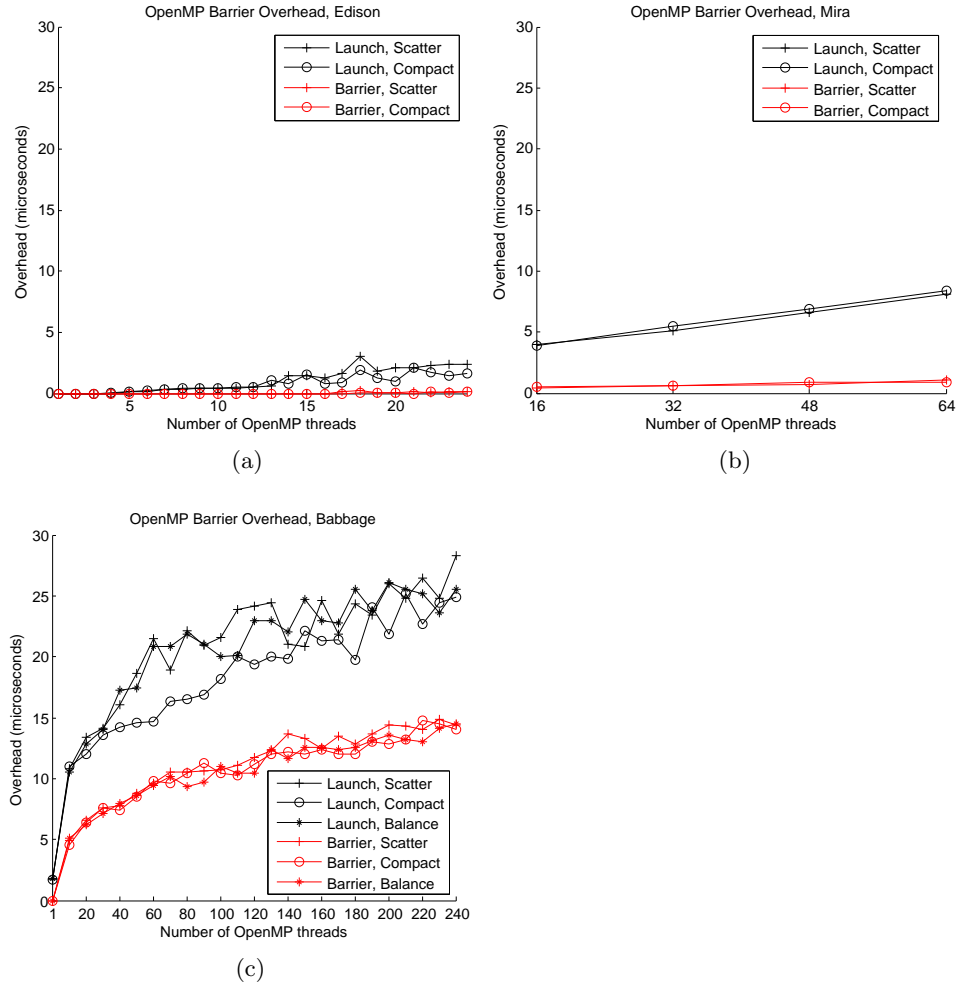 OpenMP Barrier Overhead, Edison
30
25
20
15
10
5
0
Overhead (microseconds)
Launch, Scatter
Launch, Compact
Barrier, Scatter
Barrier, Compact
5 10 15 20
Number of OpenMP threads
(a)
OpenMP Barrier Overhead, Mira
30
25
20
15
10
5
0
Overhead (microseconds)
Launch, Scatter
Launch, Compact
Barrier, Scatter
Barrier, Compact
16 32 48 64
Number of OpenMP threads
(b)
OpenMP Barrier Overhead, Babbage
30
25
20
15
10
5
0
Overhead (microseconds)
Launch, Scatter
Launch, Compact
Launch, Balance
Barrier, Scatter
Barrier, Compact
Barrier, Balance
1 20 40 60 80 100 120 140 160 180 200 220 240
Number of OpenMP threads
(c)